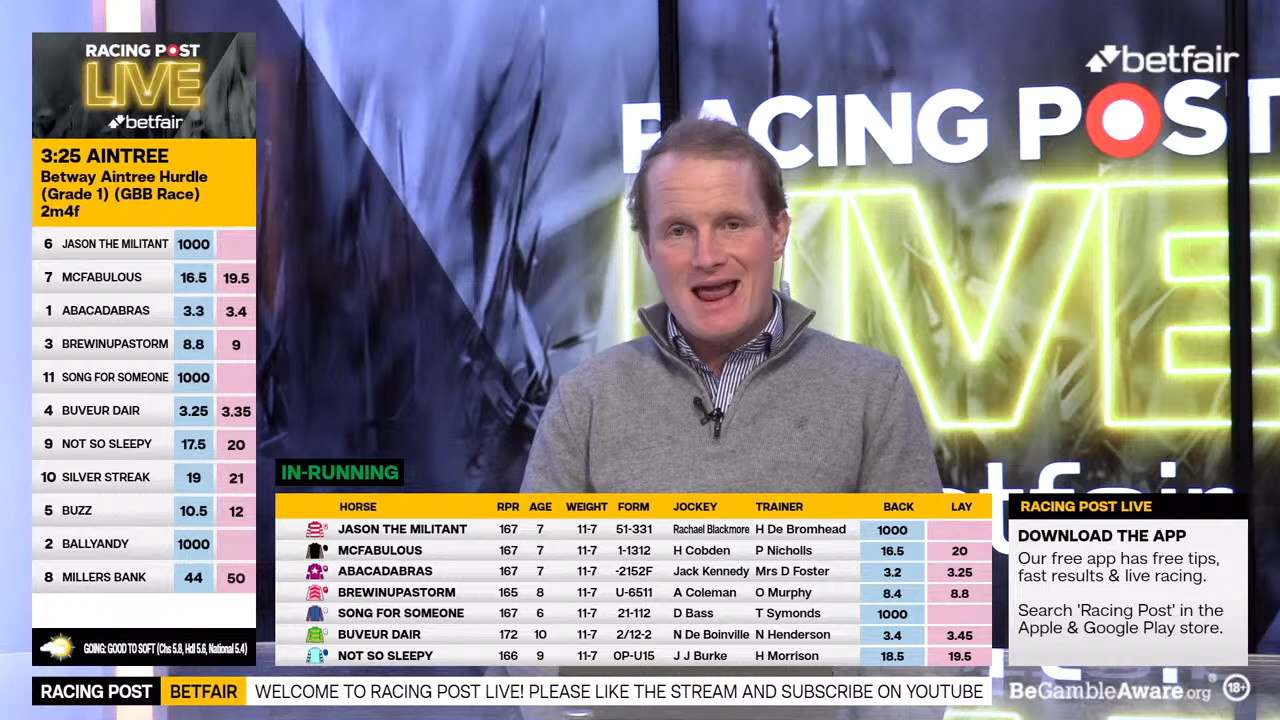 RACING POST
LIVE
betfair
3:25 AINTREE
Betway Aintree Hurdle
(Grade 1) (GBB Race)
2m4f
6 JASON THE MILITANT 1000
7 MCFABULOUS 16.5 19.5
1 ABACADABRAS 3.3 3.4
3 BREWINUPASTORM 8.8 9
11 SONG FOR SOMEONE 1000
4 BUVEUR DAIR 3.25 3.35
9 NOT SO SLEEPY 17.5 20
10 SILVER STREAK 19 21
5 BUZZ 10.5 12
2 BALLYANDY 1000
8 MILLERS BANK 44 50
GOING: GOOD TO SOFT (Chs 5.8, Hdl 5.6, National 5.4)
betfair
RACING POST
LIVE
betfair
IN-RUNNING
HORSE RPR AGE WEIGHT FORM JOCKEY TRAINER BACK LAY
JASON THE MILITANT 167 7 11-7 51-331 Rachael Blackmore H De Bromhead 1000
MCFABULOUS 167 7 11-7 1-1312 H Cobden P Nicholls 16.5 20
ABACADABRAS 167 7 11-7 -2152F Jack Kennedy Mrs D Foster 3.2 3.25
BREWINUPASTORM 165 8 11-7 U-6511 A Coleman O Murphy 8.4 8.8
SONG FOR SOMEONE 167 6 11-7 21-112 D Bass T Symonds 1000
BUVEUR DAIR 172 10 11-7 2/12-2 N De Boinville N Henderson 3.4 3.45
NOT SO SLEEPY 166 9 11-7 0P-U15 J J Burke H Morrison 18.5 19.5
RACING POST LIVE
DOWNLOAD THE APP
Our free app has free tips,
fast results & live racing.
Search 'Racing Post' in the
Apple & Google Play store.
RACING POST BETFAIR WELCOME TO RACING POST LIVE! PLEASE LIKE THE STREAM AND SUBSCRIBE ON YOUTUBE
BeGambleAware.org® 18+